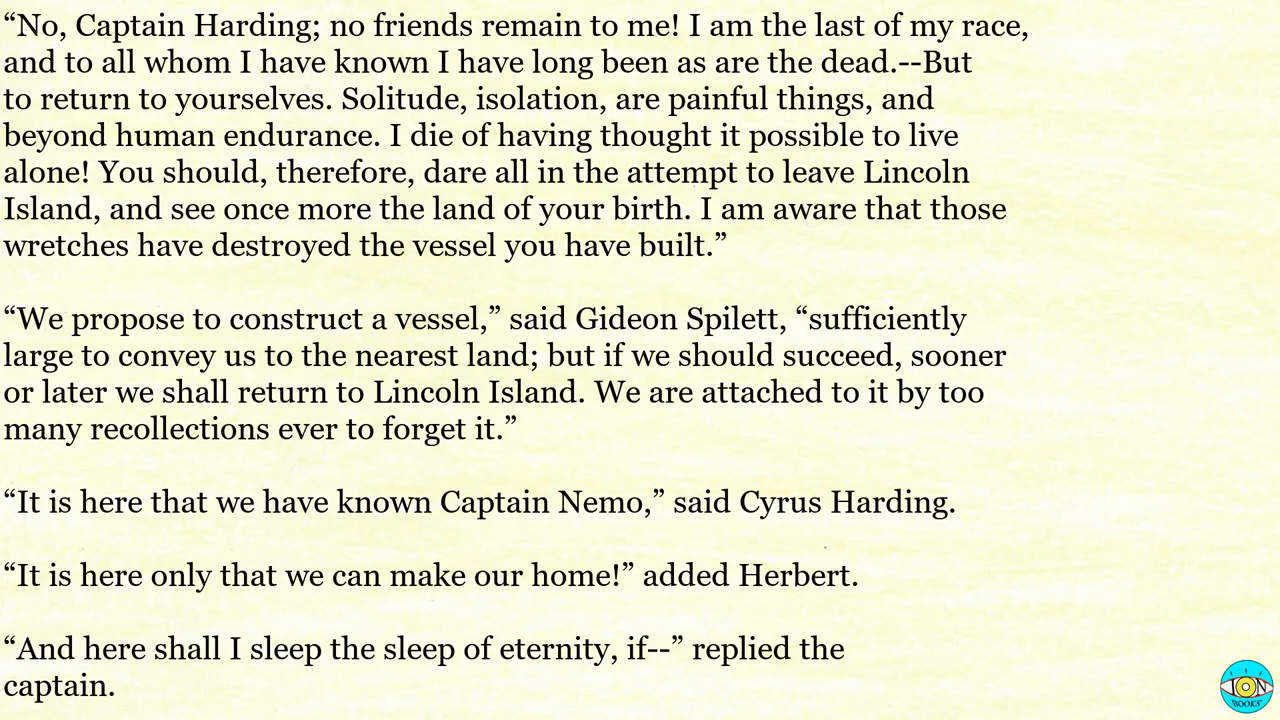 “No, Captain Harding; no friends remain to me! I am the last of my race,
and to all whom I have known I have long been as are the dead.--But
to return to yourselves. Solitude, isolation, are painful things, and
beyond human endurance. I die of having thought it possible to live
alone! You should, therefore, dare all in the attempt to leave Lincoln
Island, and see once more the land of your birth. I am aware that those
wretches have destroyed the vessel you have built.”
“We propose to construct a vessel,” said Gideon Spilett, “sufficiently
large to convey us to the nearest land; but if we should succeed, sooner
or later we shall return to Lincoln Island. We are attached to it by too
many recollections ever to forget it.”
“It is here that we have known Captain Nemo,” said Cyrus Harding.
“It is here only that we can make our home!” added Herbert.
“And here shall I sleep the sleep of eternity, if--” replied the
captain.
ION
BOOKS